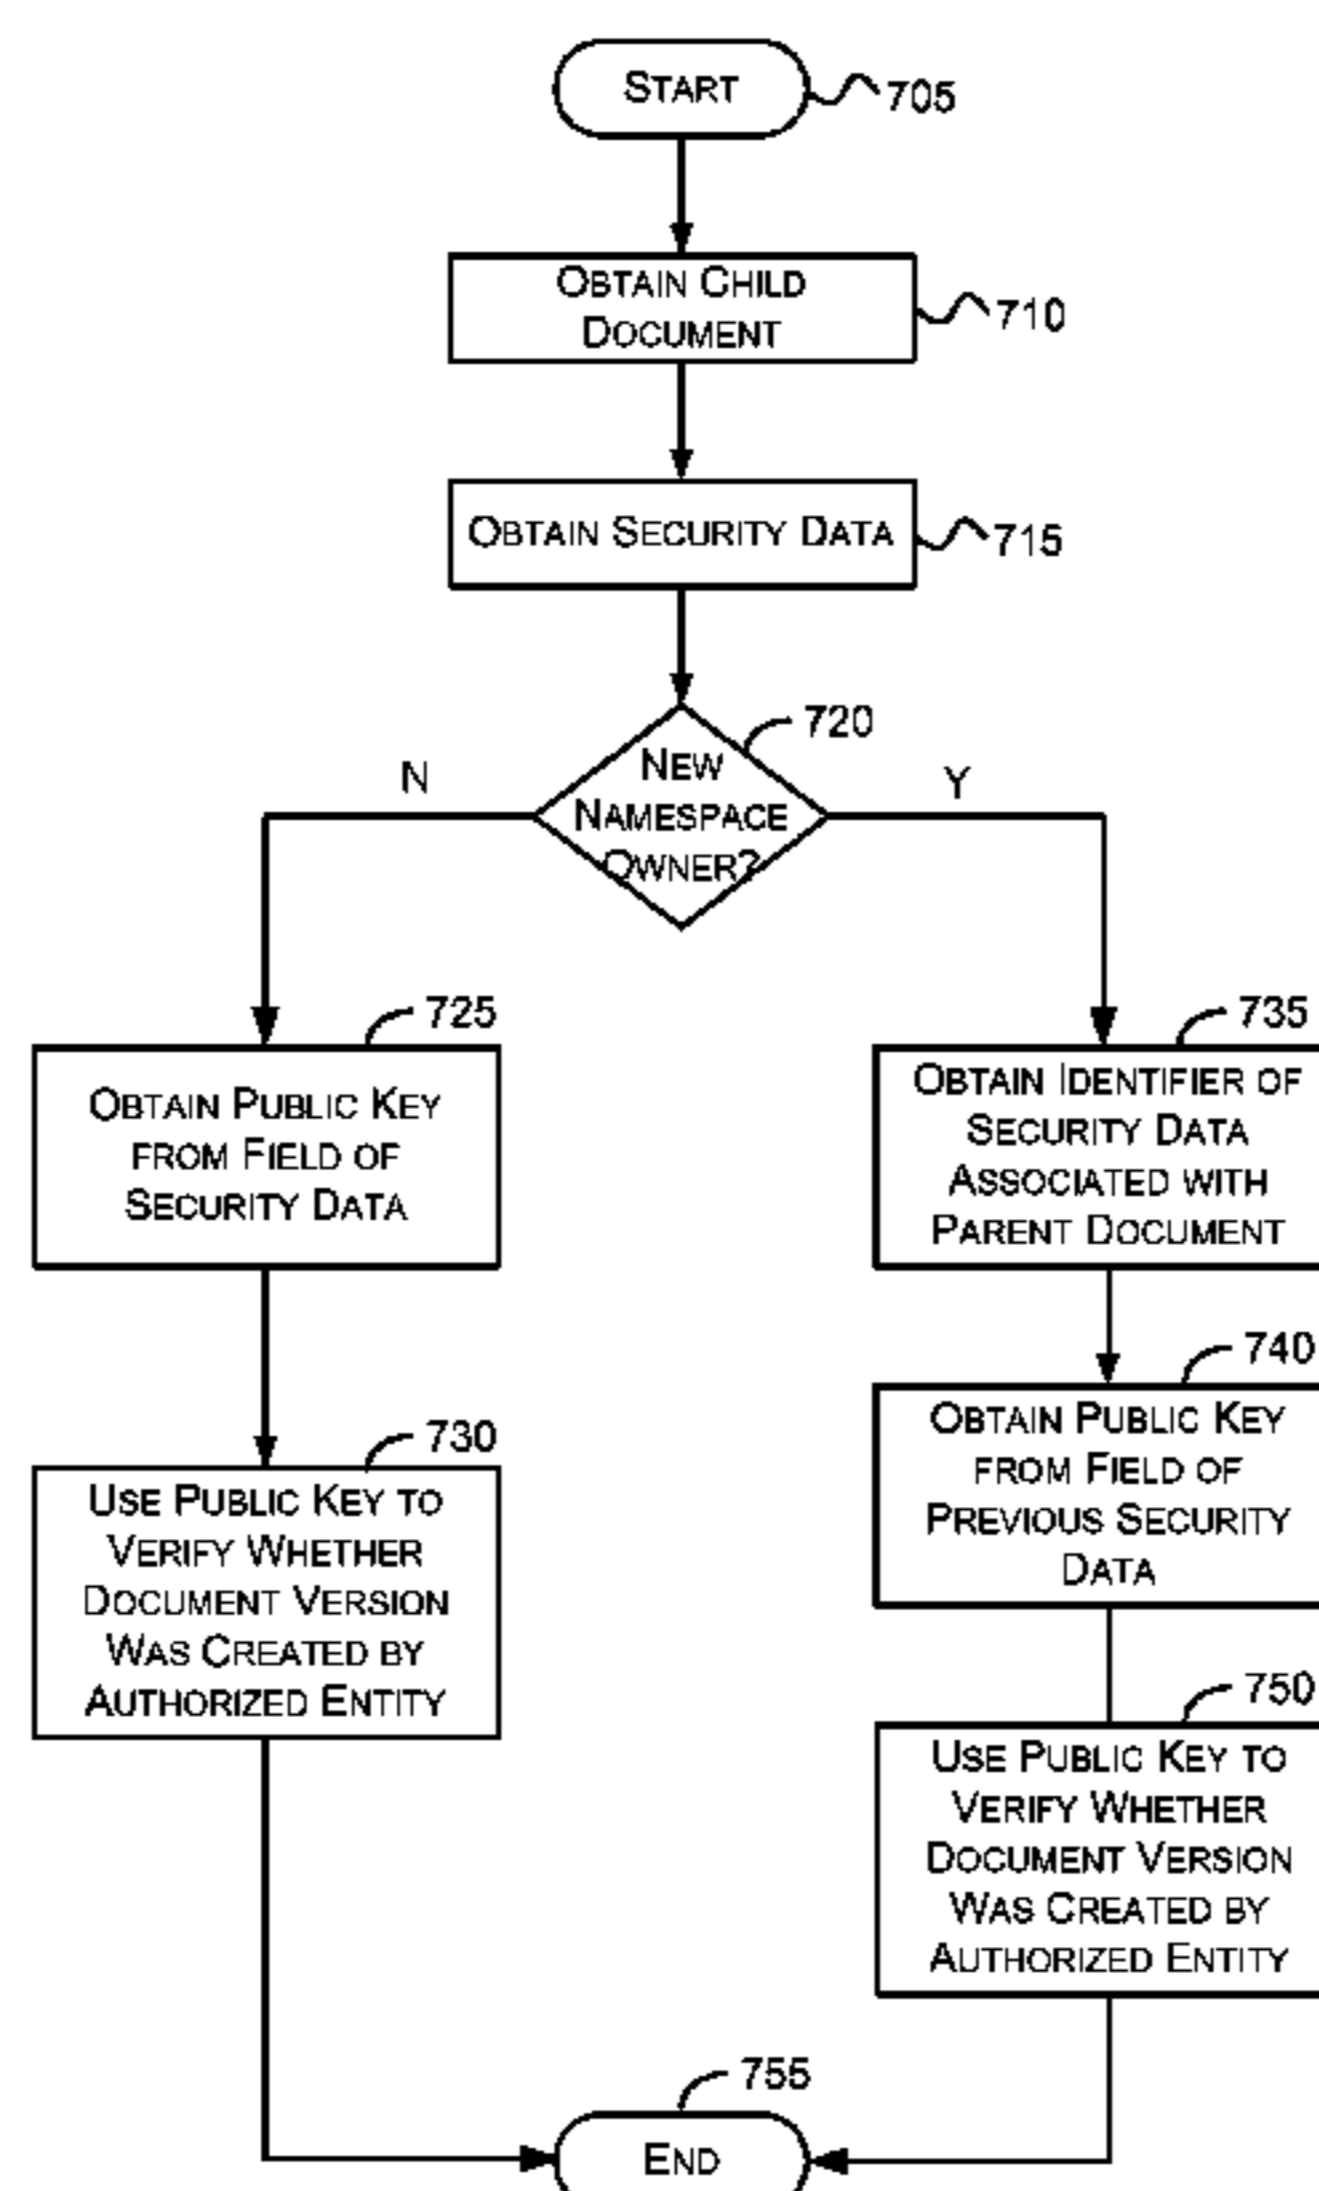 START
705
OBTAIN CHILD
DOCUMENT
710
OBTAIN SECURITY DATA
715
720
NEW
NAMESPACE
OWNER?
N
Y
725
OBTAIN PUBLIC KEY
FROM FIELD OF
SECURITY DATA
730
USE PUBLIC KEY TO
VERIFY WHETHER
DOCUMENT VERSION
WAS CREATED BY
AUTHORIZED ENTITY
735
OBTAIN IDENTIFIER OF
SECURITY DATA
ASSOCIATED WITH
PARENT DOCUMENT
740
OBTAIN PUBLIC KEY
FROM FIELD OF
PREVIOUS SECURITY
DATA
750
USE PUBLIC KEY TO
VERIFY WHETHER
DOCUMENT VERSION
WAS CREATED BY
AUTHORIZED ENTITY
755
END